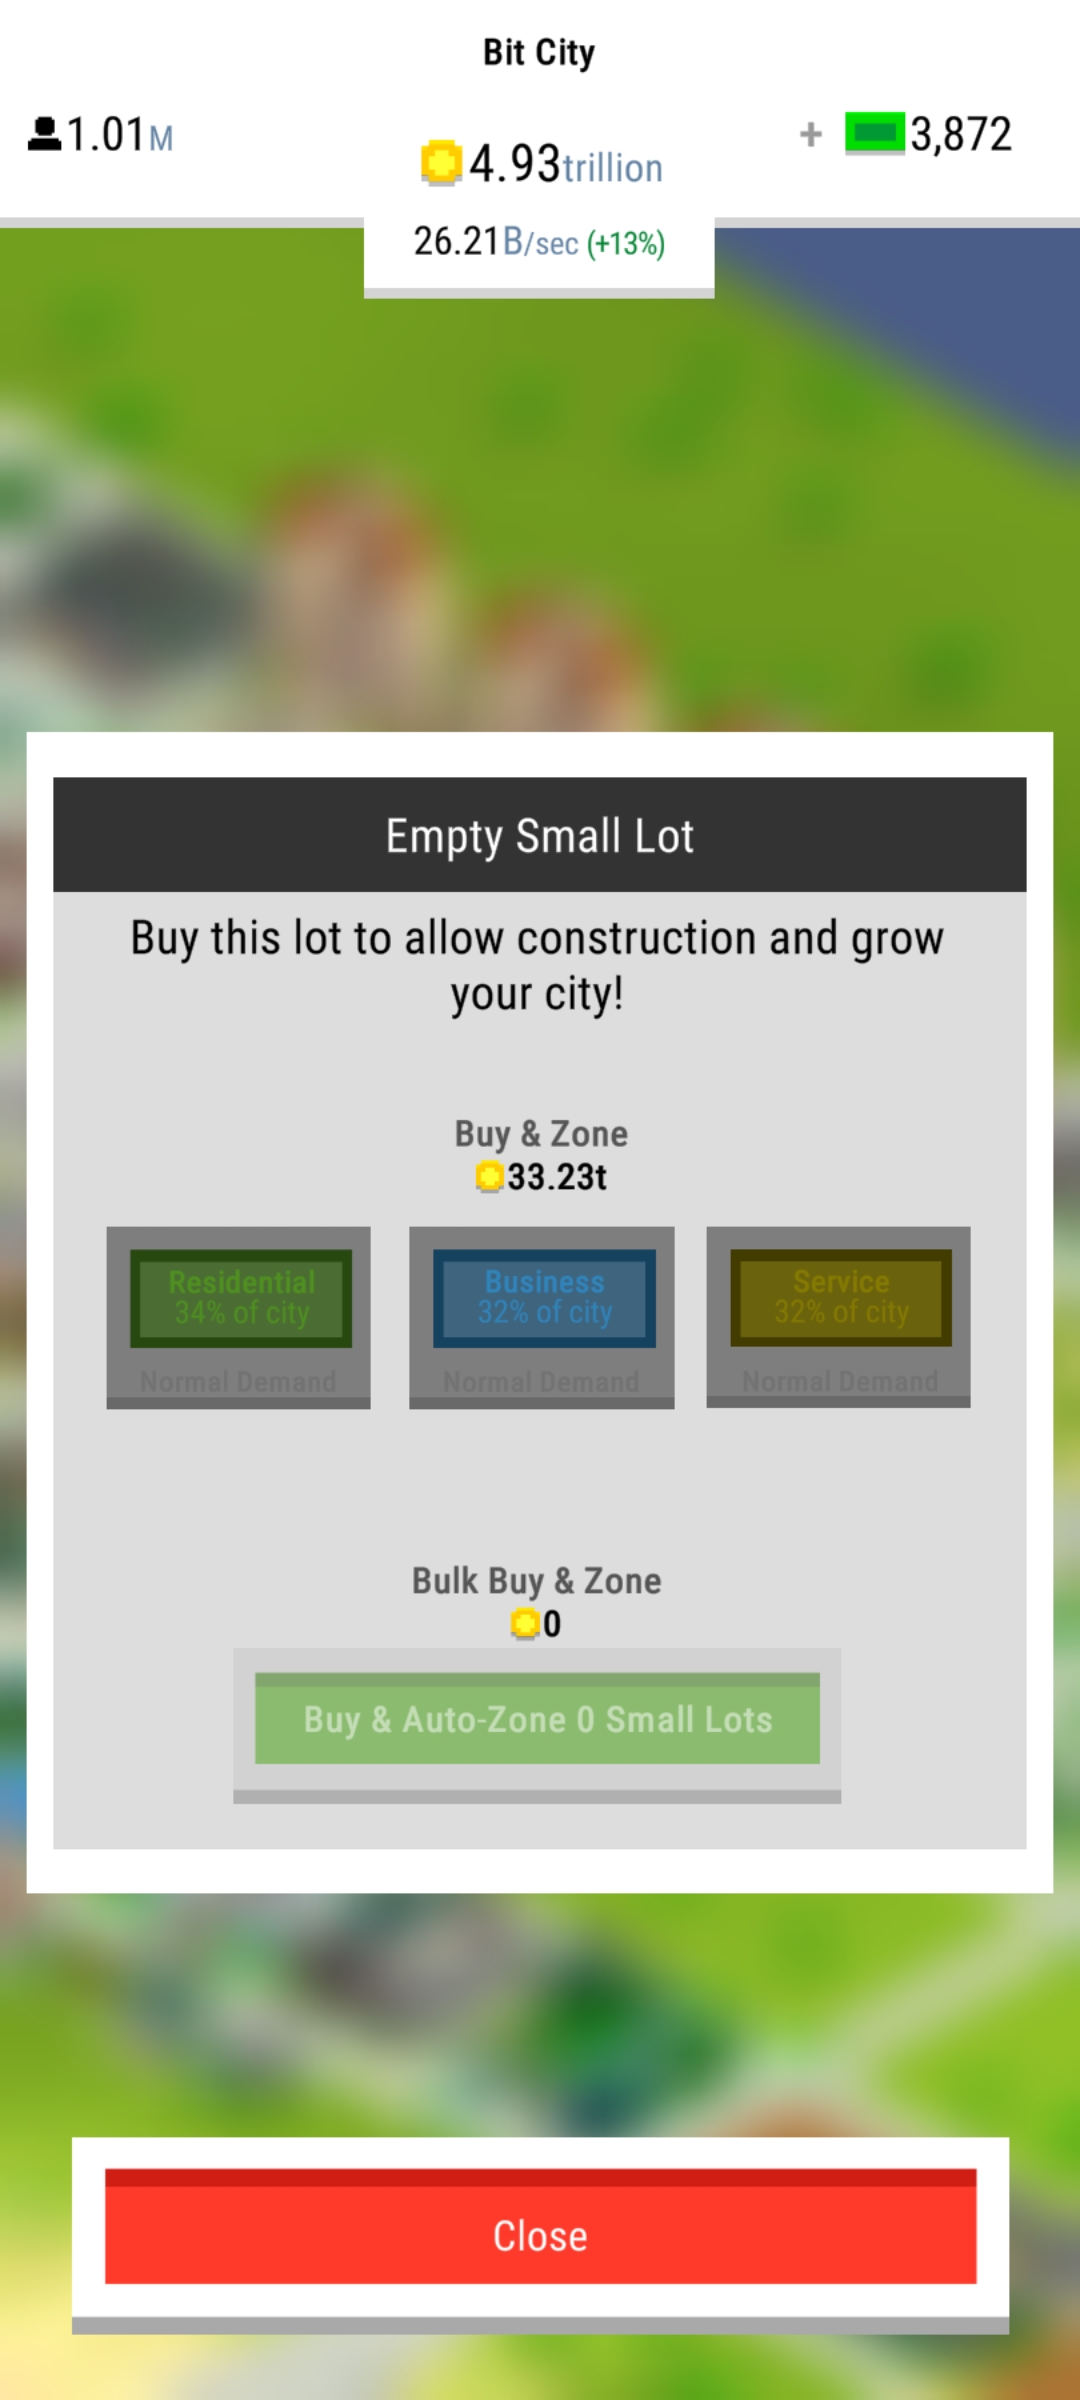 Bit City
1.01M
4.93trillion
+ 3,872
26.21B/sec (+13%)
Empty Small Lot
Buy this lot to allow construction and grow
your city!
Buy & Zone
33.23t
Residential
34% of city
Normal Demand
Business
32% of city
Normal Demand
Service
32% of city
Normal Demand
Bulk Buy & Zone
0
Buy & Auto-Zone 0 Small Lots
Close